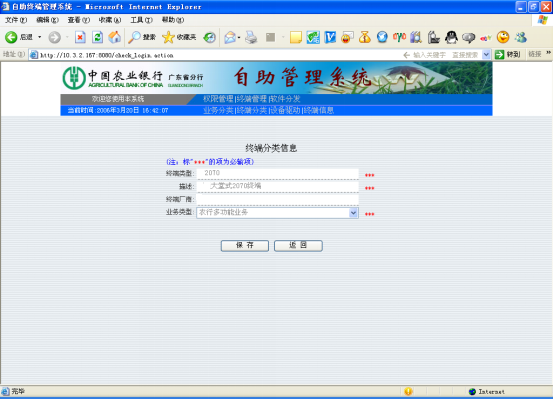 自助终端管理系统 - Microsoft Internet Explorer
文件(F) 编辑(E) 查看(V) 收藏(A) 工具(T) 帮助(H)
后退 搜索 收藏夹
地址(D) http://10.3.2.167:8080/check_login.action 输入关键字 直接搜索 转到 链接 »
中国农业银行 广东省分行 自助管理系统
AGRICULTURAL BANK OF CHINA GUANGDONG BRANCH
欢迎您使用本系统 权限管理|终端管理|软件分发
当前时间:2006年3月20日 16:42:07 业务分类|终端分类|设备驱动|终端信息
终端分类信息
(注: 标"***"的项为必输项)
终端类型: 2070 ***
描述: 大堂式2070终端 ***
终端厂商:
业务类型: 农行多功能业务 ***
保 存 返 回
完毕 Internet